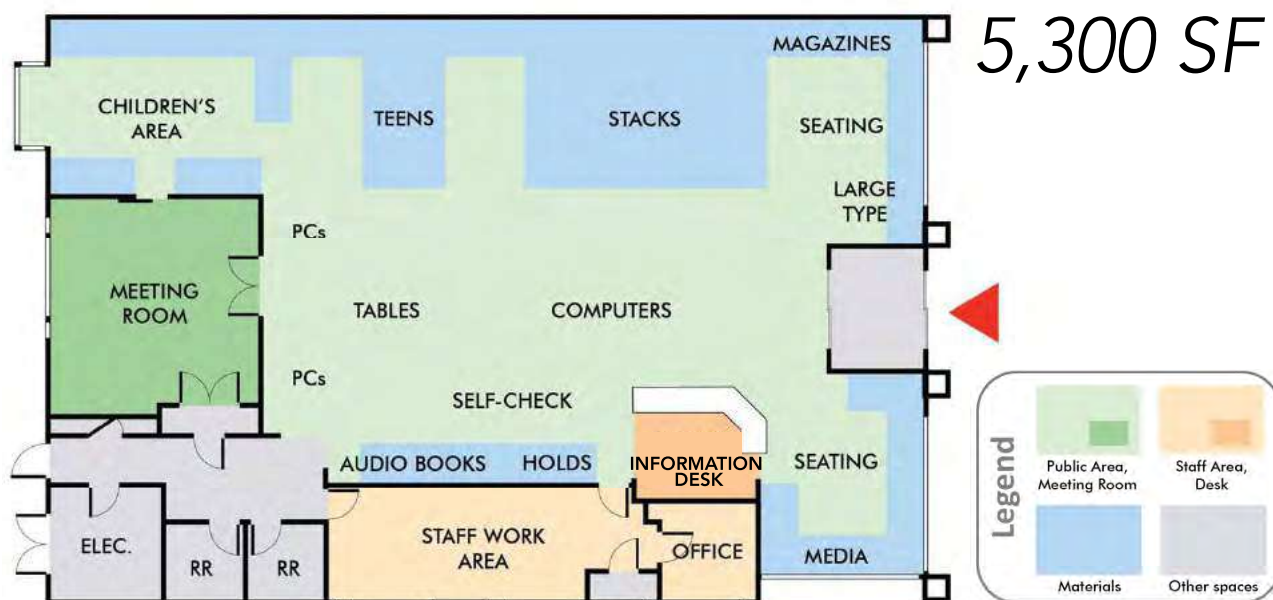 5,300 SF
MAGAZINES
CHILDREN'S
AREA
TEENS
STACKS
SEATING
LARGE
TYPE
PCs
MEETING
ROOM
TABLES
COMPUTERS
PCs
SELF-CHECK
AUDIO BOOKS
HOLDS
INFORMATION
DESK
SEATING
ELEC.
RR
RR
STAFF WORK
AREA
OFFICE
MEDIA
Legend
Public Area,
Meeting Room
Staff Area,
Desk
Materials
Other spaces